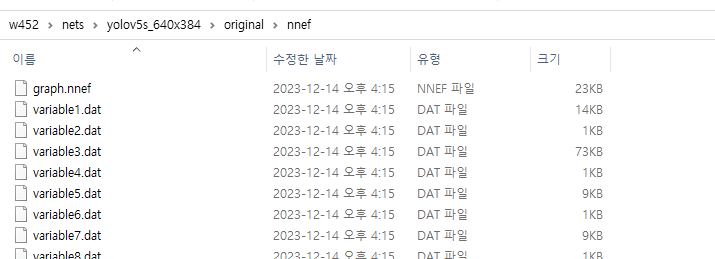 w452 > nets > yolov5s_640x384 > original > nnef
이름 수정한 날짜 유형 크기
graph.nnef 2023-12-14 오후 4:15 NNEF 파일 23KB
variable1.dat 2023-12-14 오후 4:15 DAT 파일 14KB
variable2.dat 2023-12-14 오후 4:15 DAT 파일 1KB
variable3.dat 2023-12-14 오후 4:15 DAT 파일 73KB
variable4.dat 2023-12-14 오후 4:15 DAT 파일 1KB
variable5.dat 2023-12-14 오후 4:15 DAT 파일 9KB
variable6.dat 2023-12-14 오후 4:15 DAT 파일 1KB
variable7.dat 2023-12-14 오후 4:15 DAT 파일 9KB
variable8.dat 2023-12-14 오후 4:15 DAT 파일 1KB